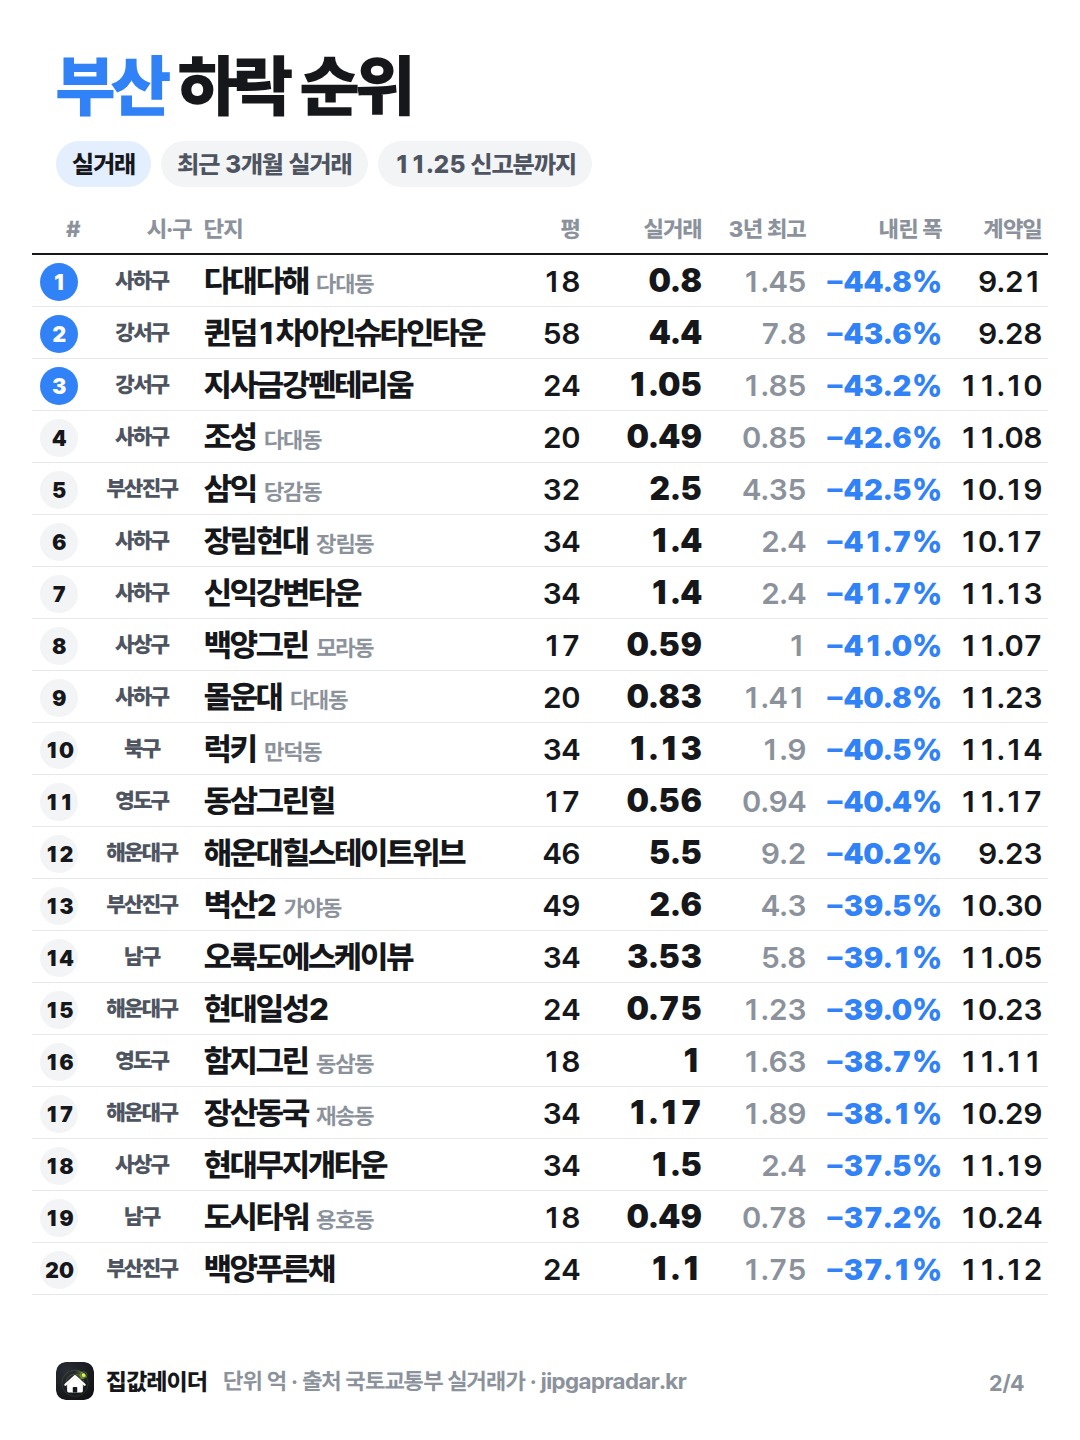 부산 하락 순위
실거래 최근 3개월 실거래 11.25 신고분까지
# 시·구 단지 평 실거래 3년 최고 내린 폭 계약일
1 사하구 다대다해 다대동 18 0.8 1.45 −44.8% 9.21
2 강서구 퀸덤1차아인슈타인타운 58 4.4 7.8 −43.6% 9.28
3 강서구 지사금강펜테리움 24 1.05 1.85 −43.2% 11.10
4 사하구 조성 다대동 20 0.49 0.85 −42.6% 11.08
5 부산진구 삼익 당감동 32 2.5 4.35 −42.5% 10.19
6 사하구 장림현대 장림동 34 1.4 2.4 −41.7% 10.17
7 사하구 신익강변타운 34 1.4 2.4 −41.7% 11.13
8 사상구 백양그린 모라동 17 0.59 1 −41.0% 11.07
9 사하구 몰운대 다대동 20 0.83 1.41 −40.8% 11.23
10 북구 럭키 만덕동 34 1.13 1.9 −40.5% 11.14
11 영도구 동삼그린힐 17 0.56 0.94 −40.4% 11.17
12 해운대구 해운대힐스테이트위브 46 5.5 9.2 −40.2% 9.23
13 부산진구 벽산2 가야동 49 2.6 4.3 −39.5% 10.30
14 남구 오륙도에스케이뷰 34 3.53 5.8 −39.1% 11.05
15 해운대구 현대일성2 24 0.75 1.23 −39.0% 10.23
16 영도구 함지그린 동삼동 18 1 1.63 −38.7% 11.11
17 해운대구 장산동국 재송동 34 1.17 1.89 −38.1% 10.29
18 사상구 현대무지개타운 34 1.5 2.4 −37.5% 11.19
19 남구 도시타워 용호동 18 0.49 0.78 −37.2% 10.24
20 부산진구 백양푸른채 24 1.1 1.75 −37.1% 11.12
집값레이더 단위 억 · 출처 국토교통부 실거래가 · jipgapradar.kr 2/4